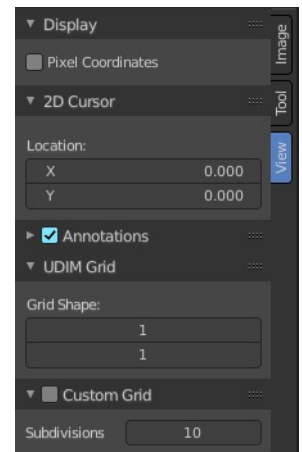 Display
Pixel Coordinates
2D Cursor
Location:
X 0.000
Y 0.000
Annotations
UDIM Grid
Grid Shape:
1
1
Custom Grid
Subdivisions 10
Image
Tool
View